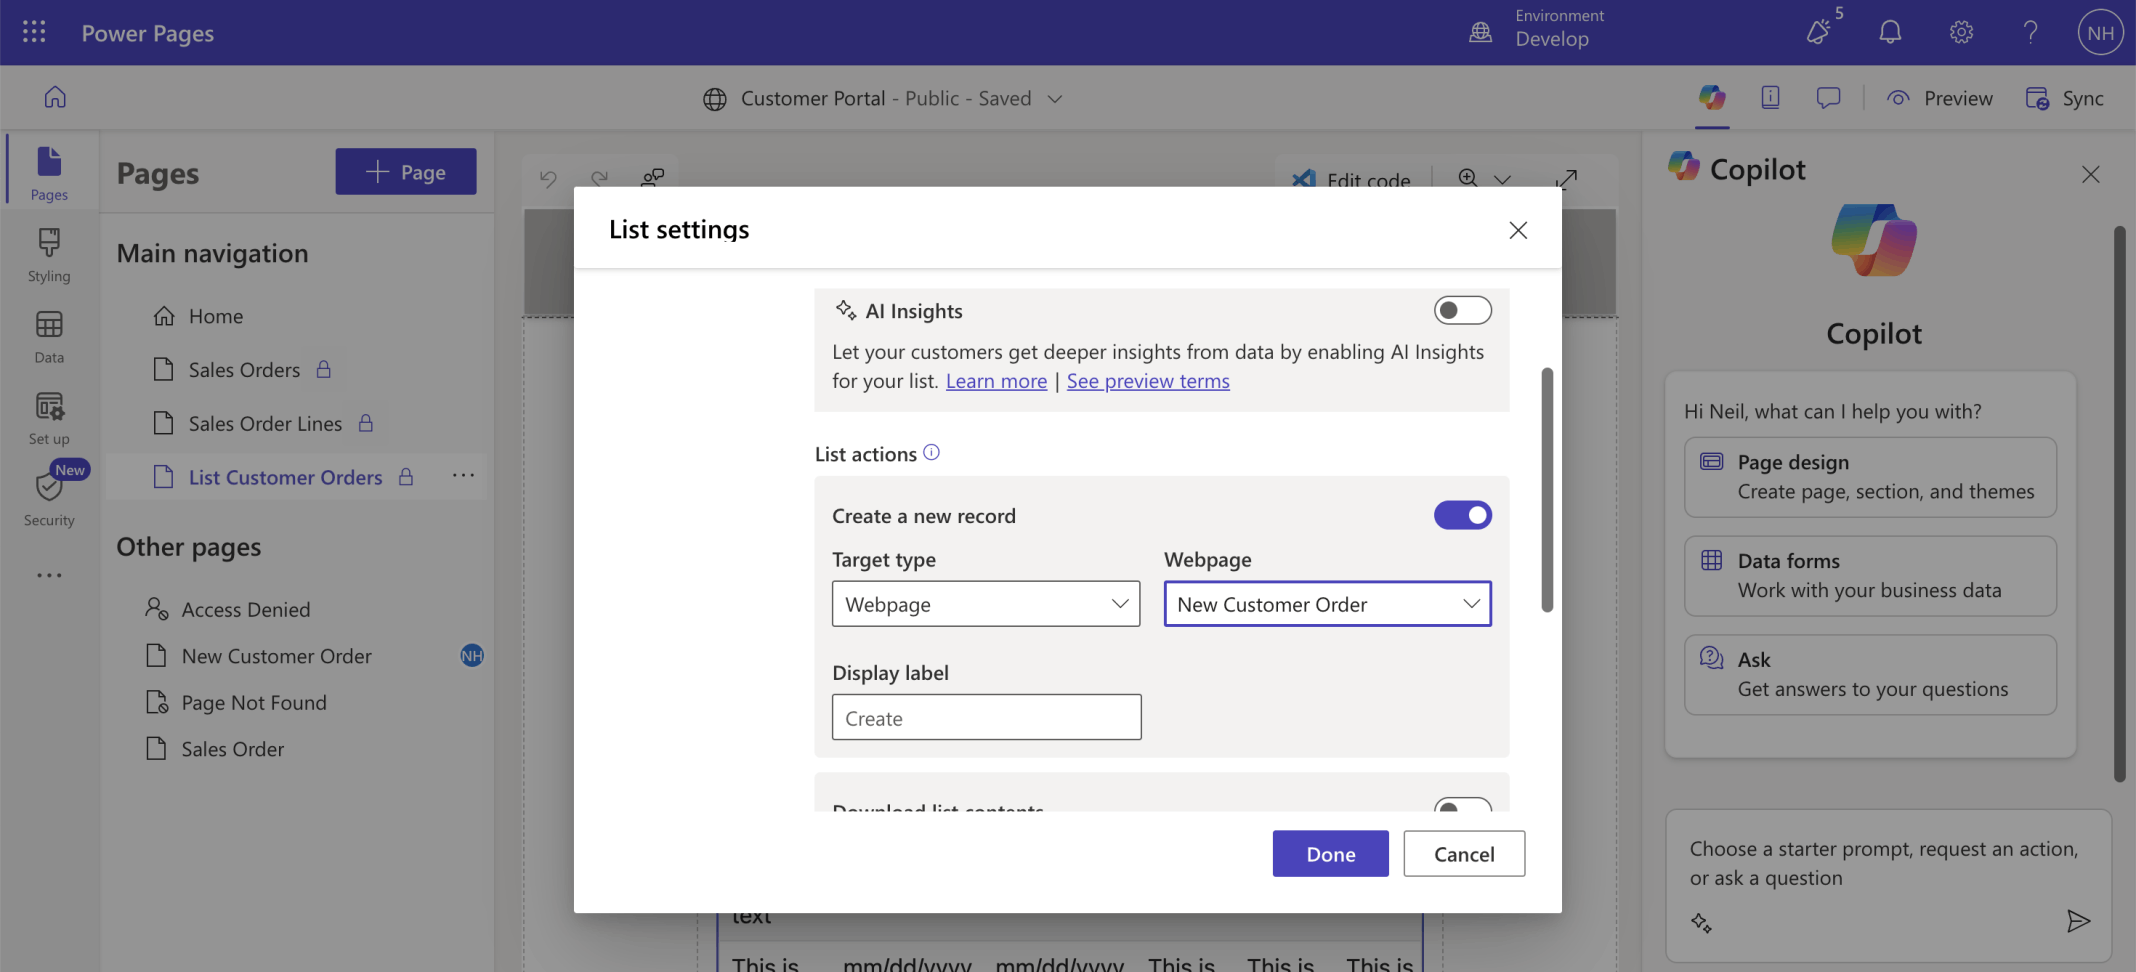 Power Pages
Environment
Develop
5
NH
Customer Portal - Public - Saved
Preview
Sync
Pages
Styling
Data
Set up
New
Security
Pages
Page
Main navigation
Home
Sales Orders
Sales Order Lines
List Customer Orders
Other pages
Access Denied
New Customer Order
NH
Page Not Found
Sales Order
Edit code
List settings
AI Insights
Let your customers get deeper insights from data by enabling AI Insights
for your list. Learn more | See preview terms
List actions
Create a new record
Target type
Webpage
Webpage
New Customer Order
Display label
Create
Download list contents
Done
Cancel
text
This is mm/dd/yyyy mm/dd/yyyy This is This is This is
Copilot
Copilot
Hi Neil, what can I help you with?
Page design
Create page, section, and themes
Data forms
Work with your business data
Ask
Get answers to your questions
Choose a starter prompt, request an action,
or ask a question